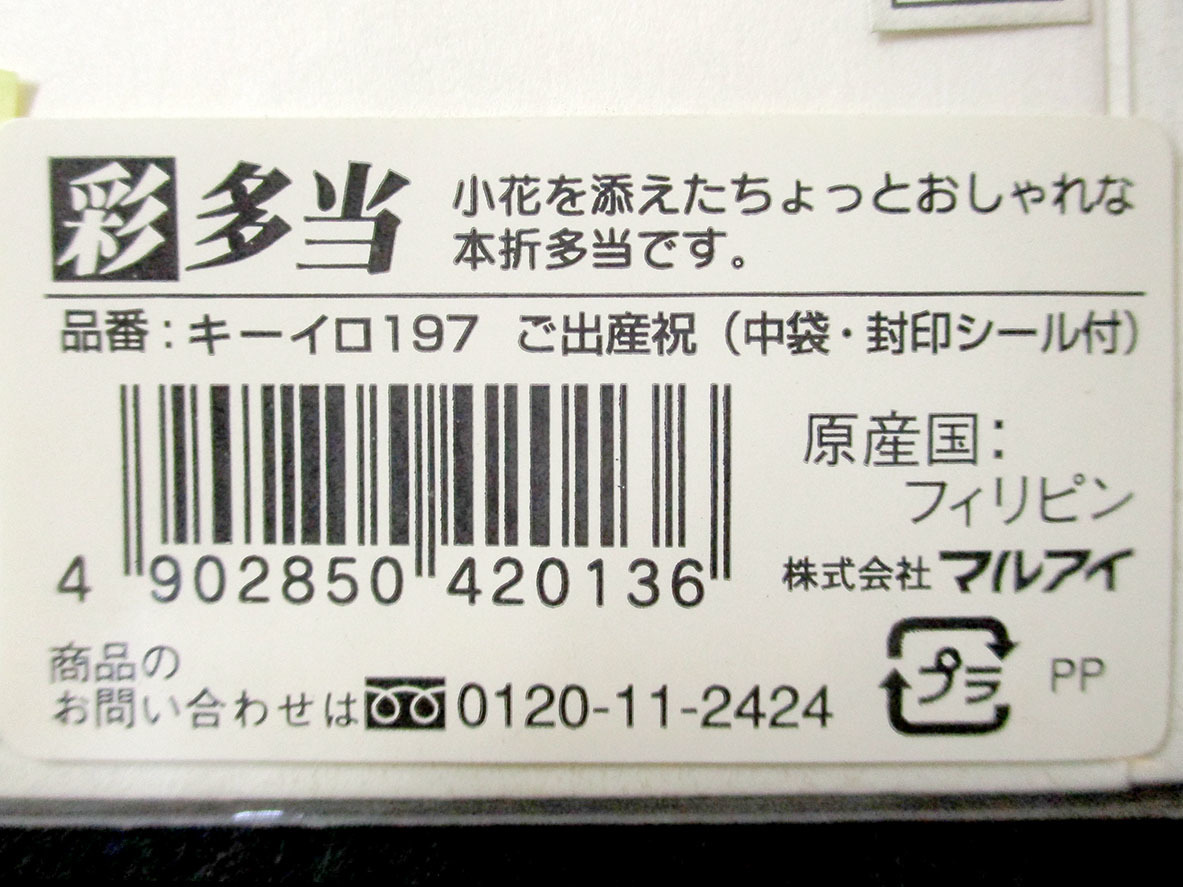 彩多当
小花を添えたちょっとおしゃれな
本折多当です。
品番：キーイロ197 ご出産祝（中袋・封印シール付）
4 902850 420136
原産国：
フィリピン
株式会社マルアイ
プラ PP
商品の
お問い合わせは 0120-11-2424